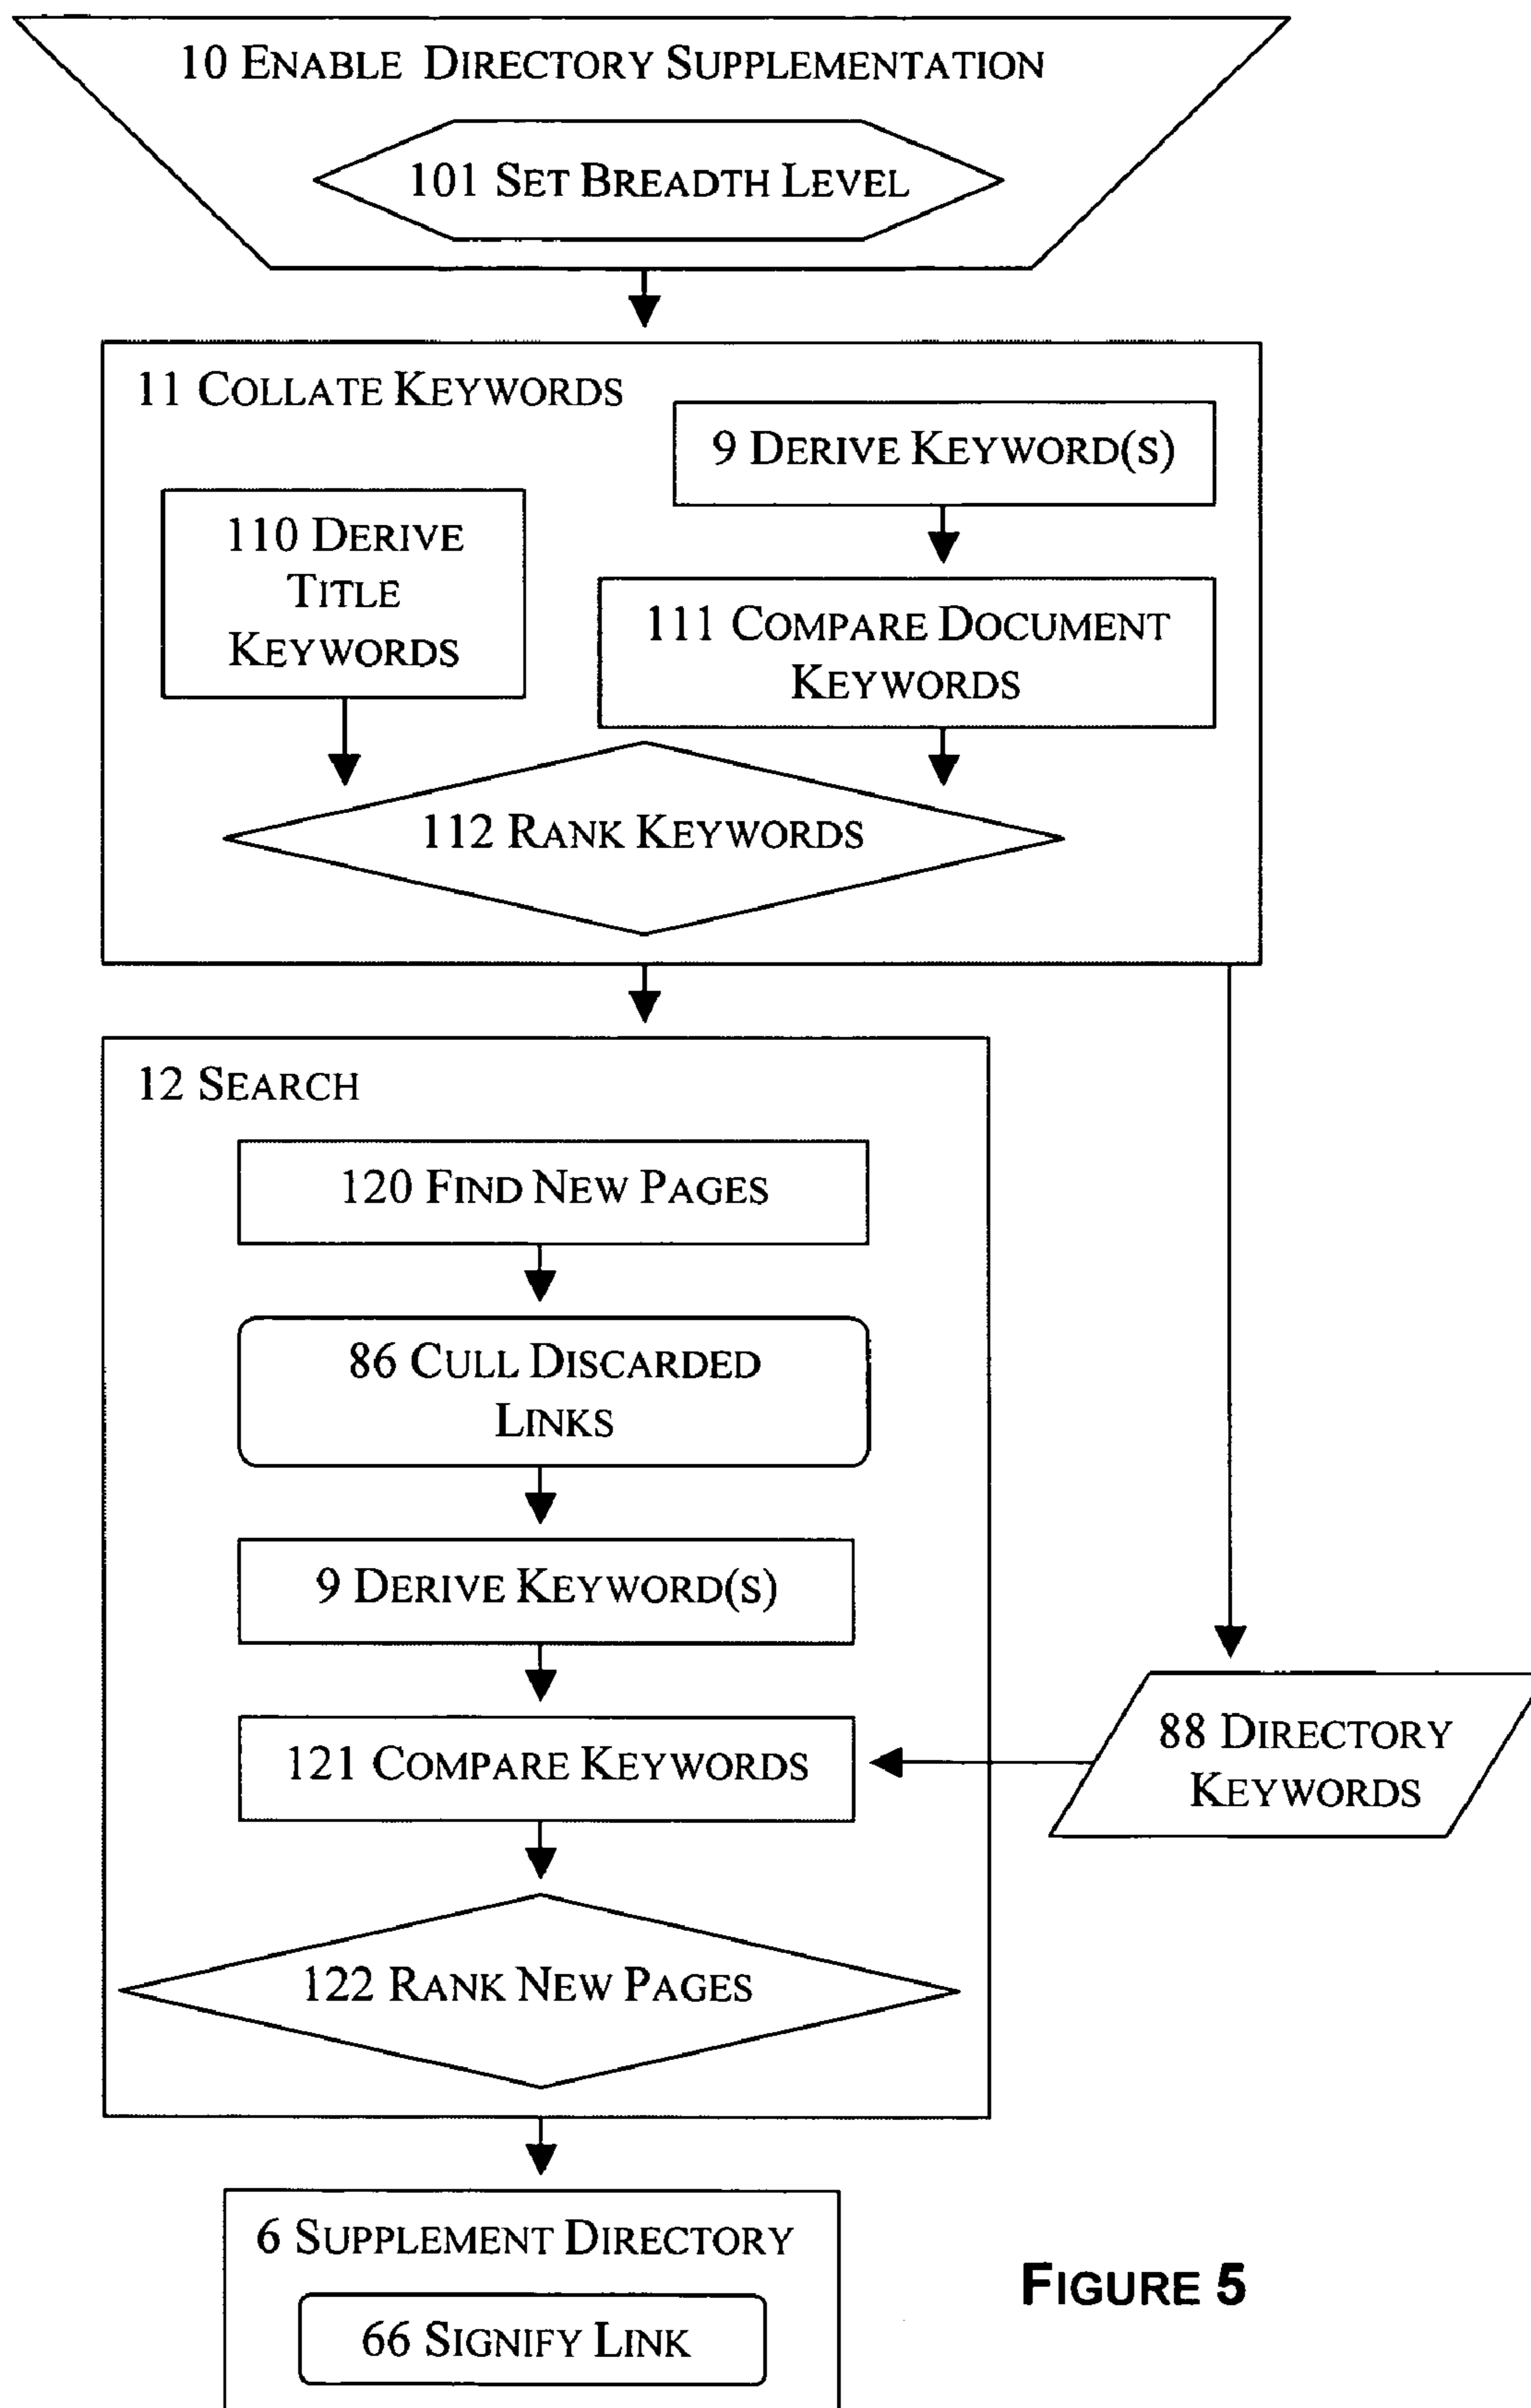 10 ENABLE DIRECTORY SUPPLEMENTATION
101 SET BREADTH LEVEL
11 COLLATE KEYWORDS
9 DERIVE KEYWORD(S)
110 DERIVE
TITLE
KEYWORDS
111 COMPARE DOCUMENT
KEYWORDS
112 RANK KEYWORDS
12 SEARCH
120 FIND NEW PAGES
86 CULL DISCARDED
LINKS
9 DERIVE KEYWORD(S)
121 COMPARE KEYWORDS
88 DIRECTORY
KEYWORDS
122 RANK NEW PAGES
6 SUPPLEMENT DIRECTORY
66 SIGNIFY LINK
FIGURE 5